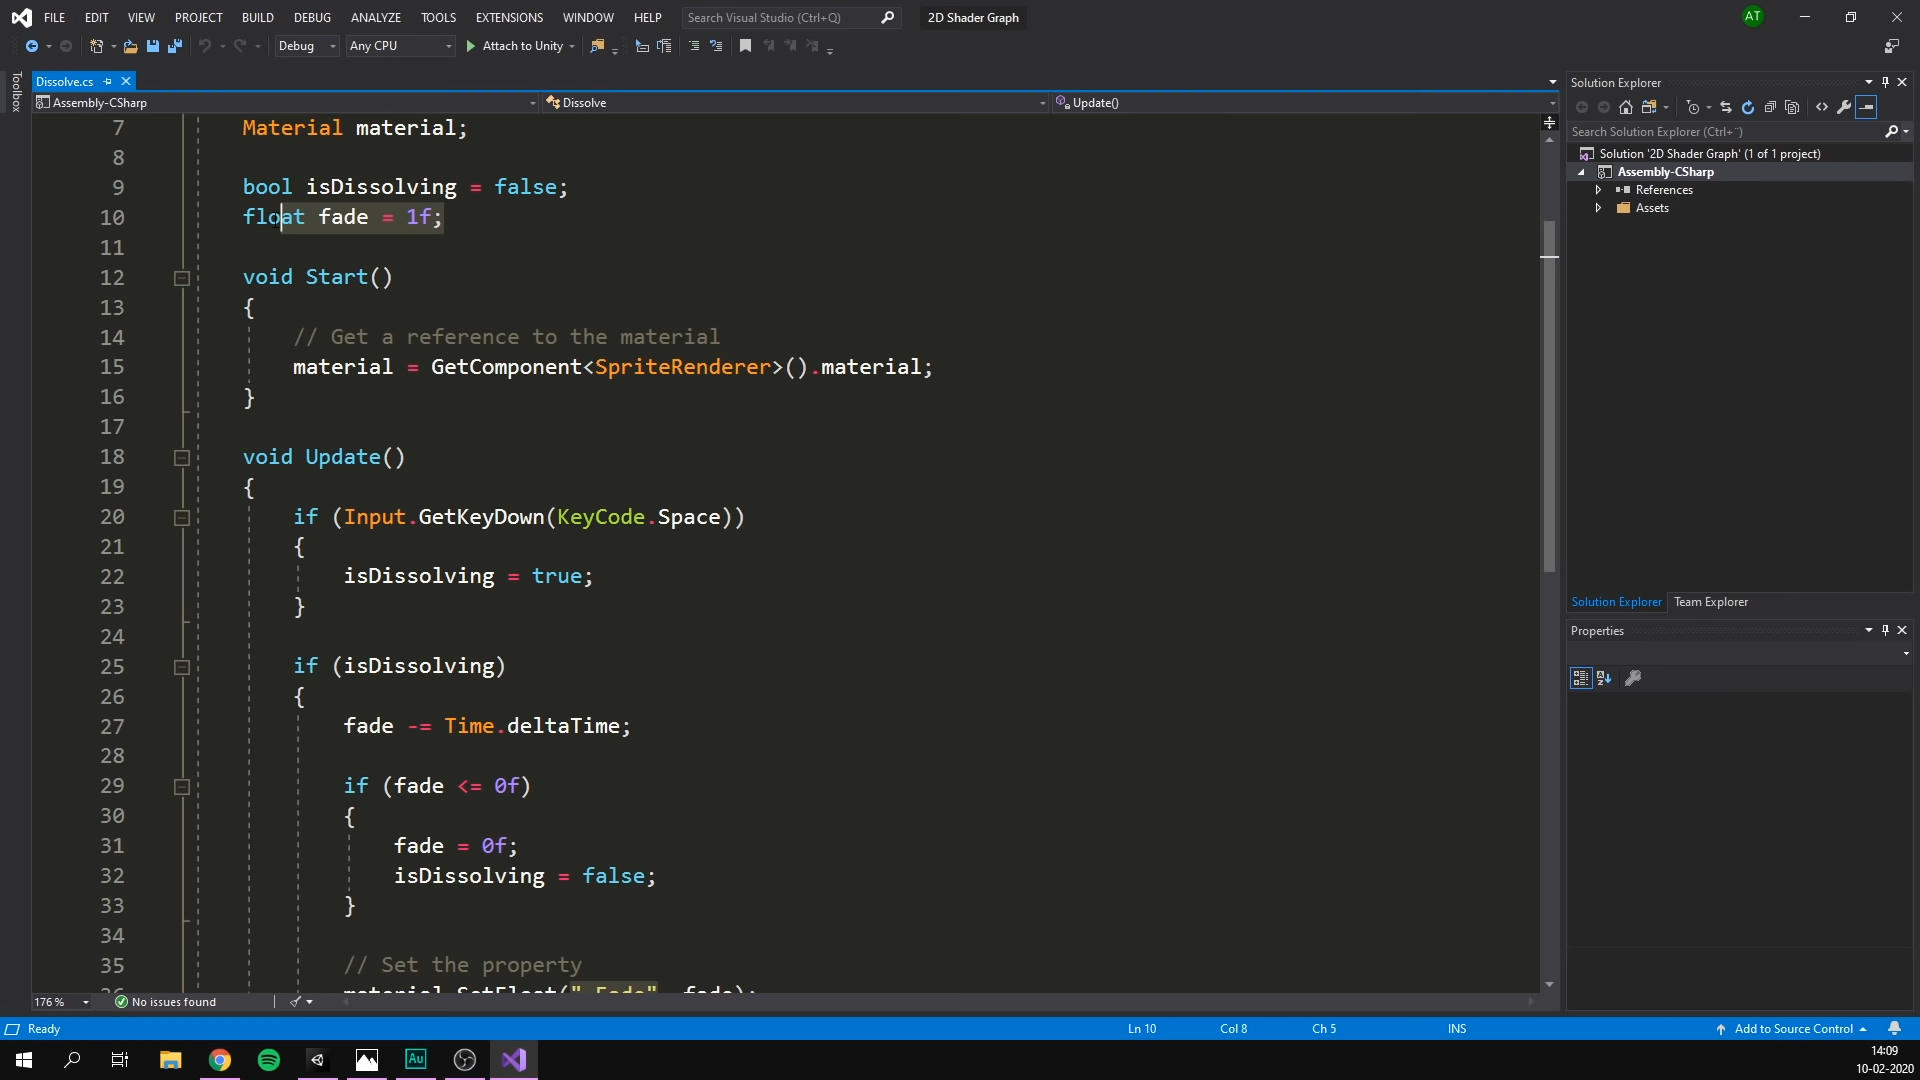 FILE EDIT VIEW PROJECT BUILD DEBUG ANALYZE TOOLS EXTENSIONS WINDOW HELP Search Visual Studio (Ctrl+Q) 2D Shader Graph AT
Debug Any CPU Attach to Unity
Toolbox
Dissolve.cs
Assembly-CSharp Dissolve Update()
7 Material material;
8
9 bool isDissolving = false;
10 float fade = 1f;
11
12 void Start()
13 {
14 // Get a reference to the material
15 material = GetComponent<SpriteRenderer>().material;
16 }
17
18 void Update()
19 {
20 if (Input.GetKeyDown(KeyCode.Space))
21 {
22 isDissolving = true;
23 }
24
25 if (isDissolving)
26 {
27 fade -= Time.deltaTime;
28
29 if (fade <= 0f)
30 {
31 fade = 0f;
32 isDissolving = false;
33 }
34
35 // Set the property
36 material.SetFloat("_Fade", fade);
176 % No issues found
Solution Explorer
Search Solution Explorer (Ctrl+¨)
Solution '2D Shader Graph' (1 of 1 project)
Assembly-CSharp
References
Assets
Solution Explorer Team Explorer
Properties
Ready Ln 10 Col 8 Ch 5 INS Add to Source Control
Au
14:09
10-02-2020